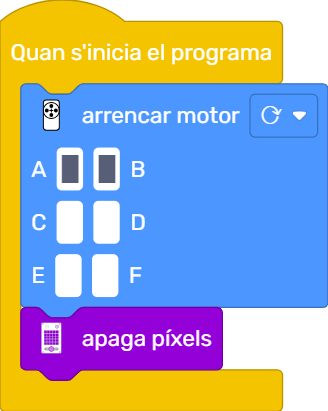 Quan s'inicia el programa
arrencar motor
A B
C D
E F
apaga píxels